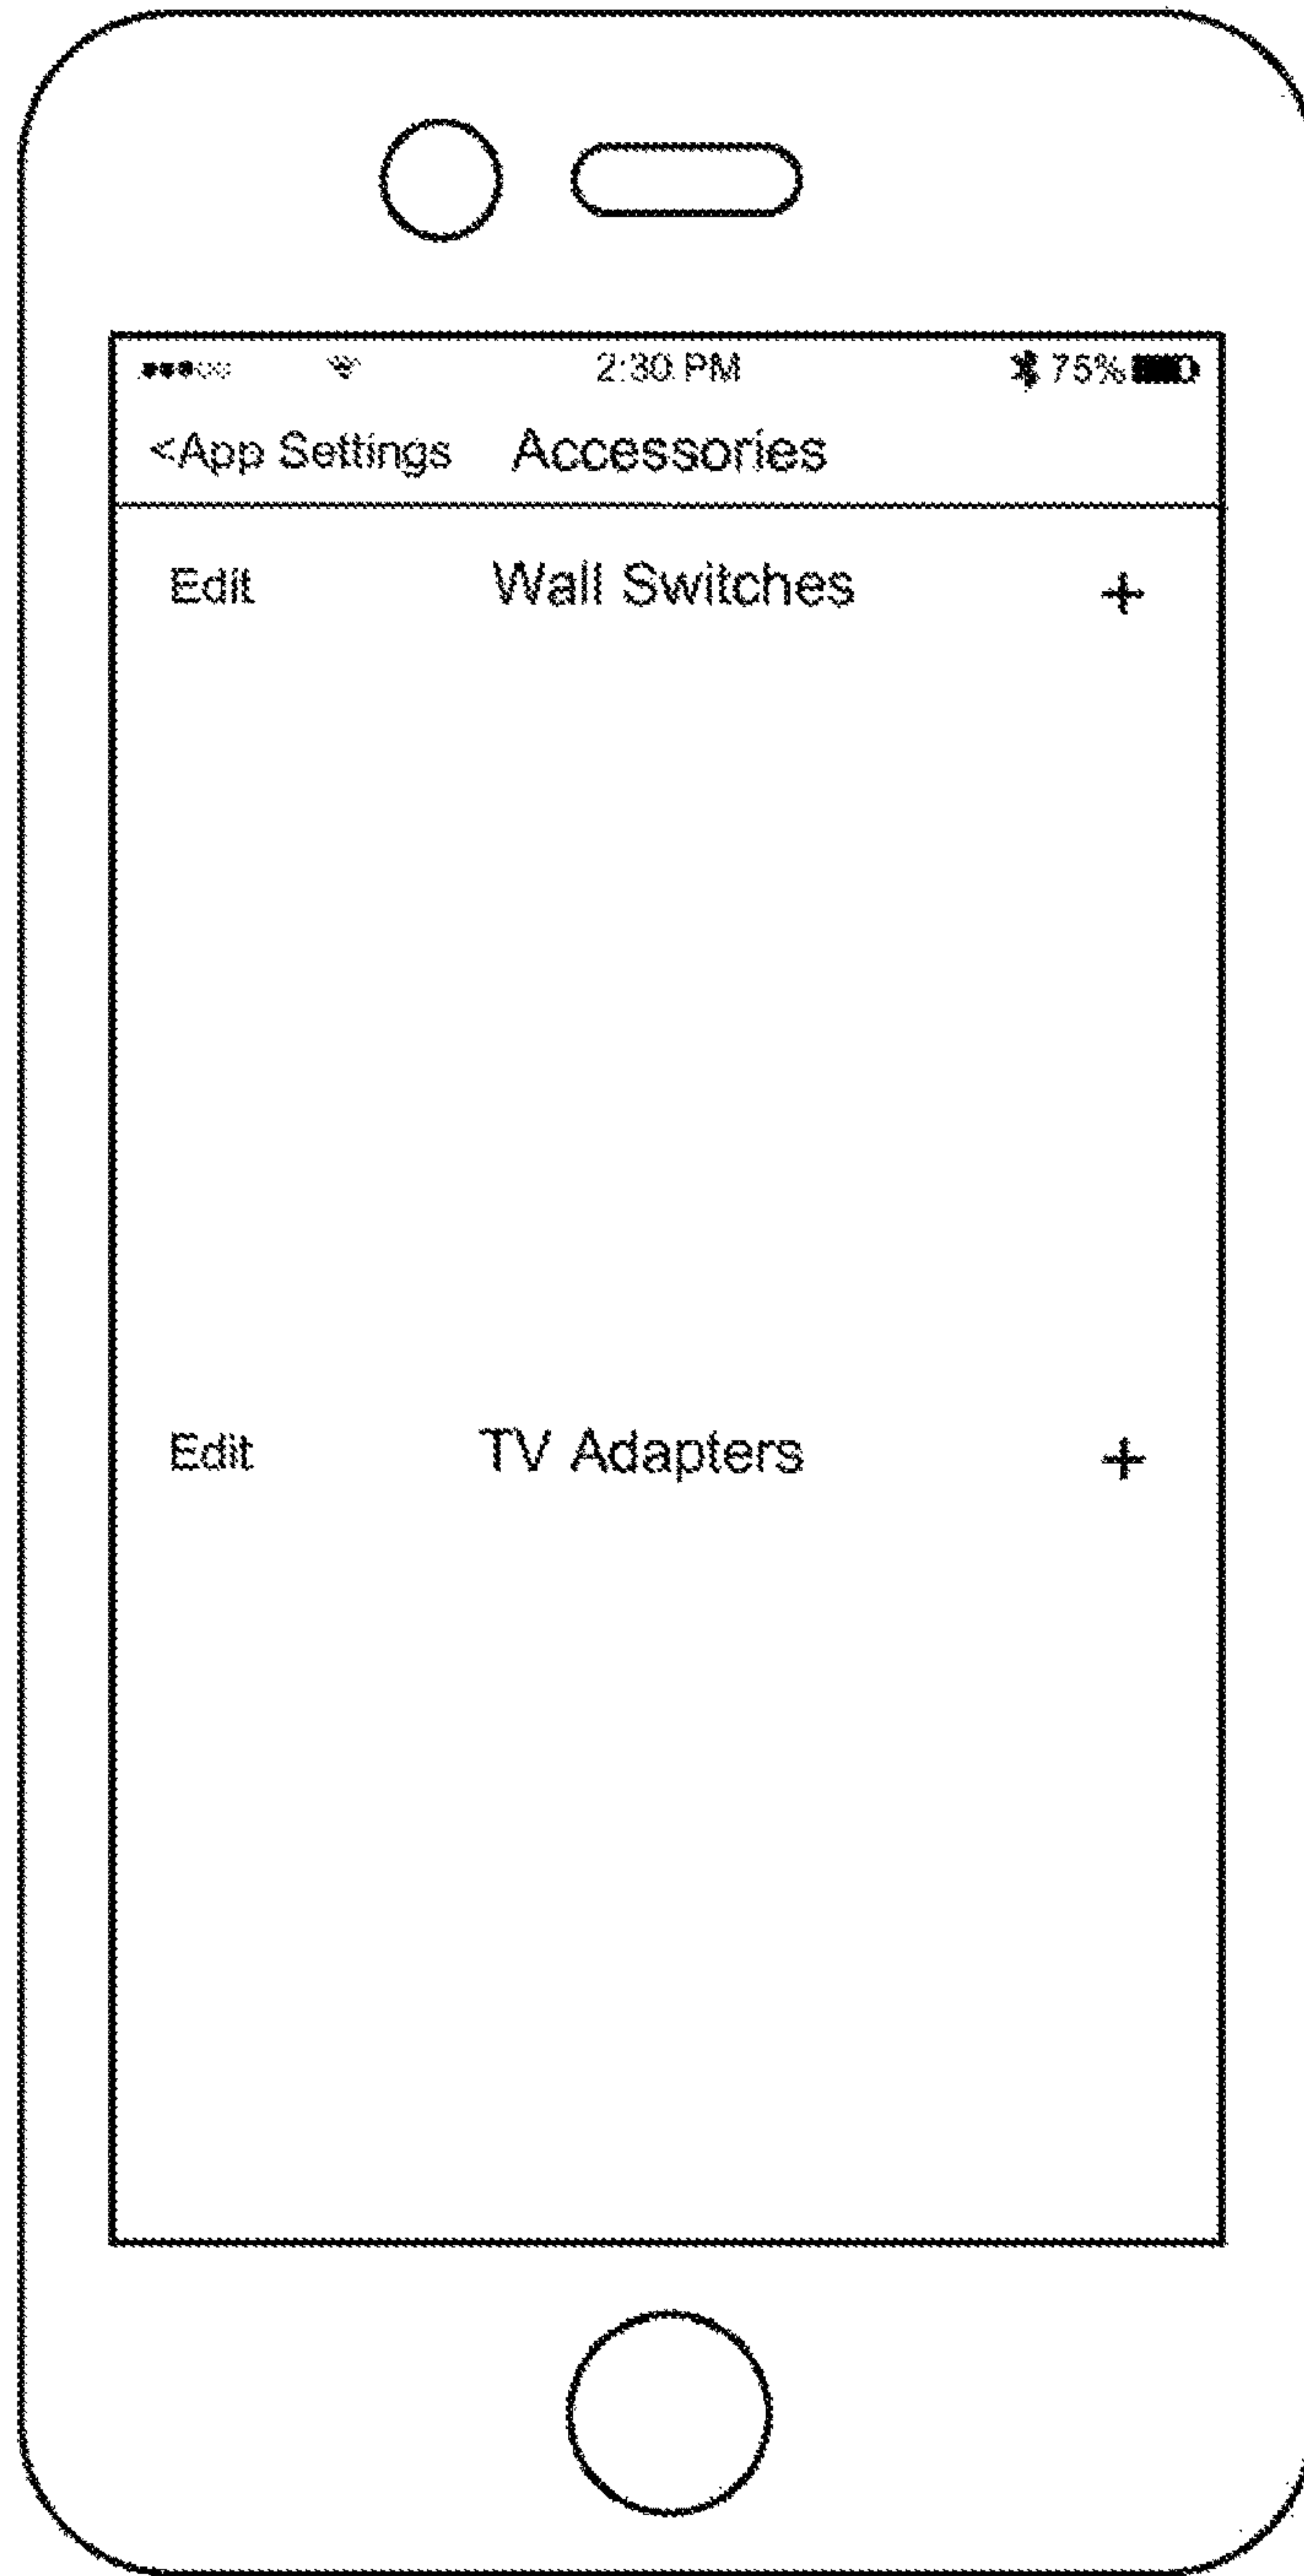 2:30 PM 75%
<App Settings Accessories
Edit Wall Switches +
Edit TV Adapters +